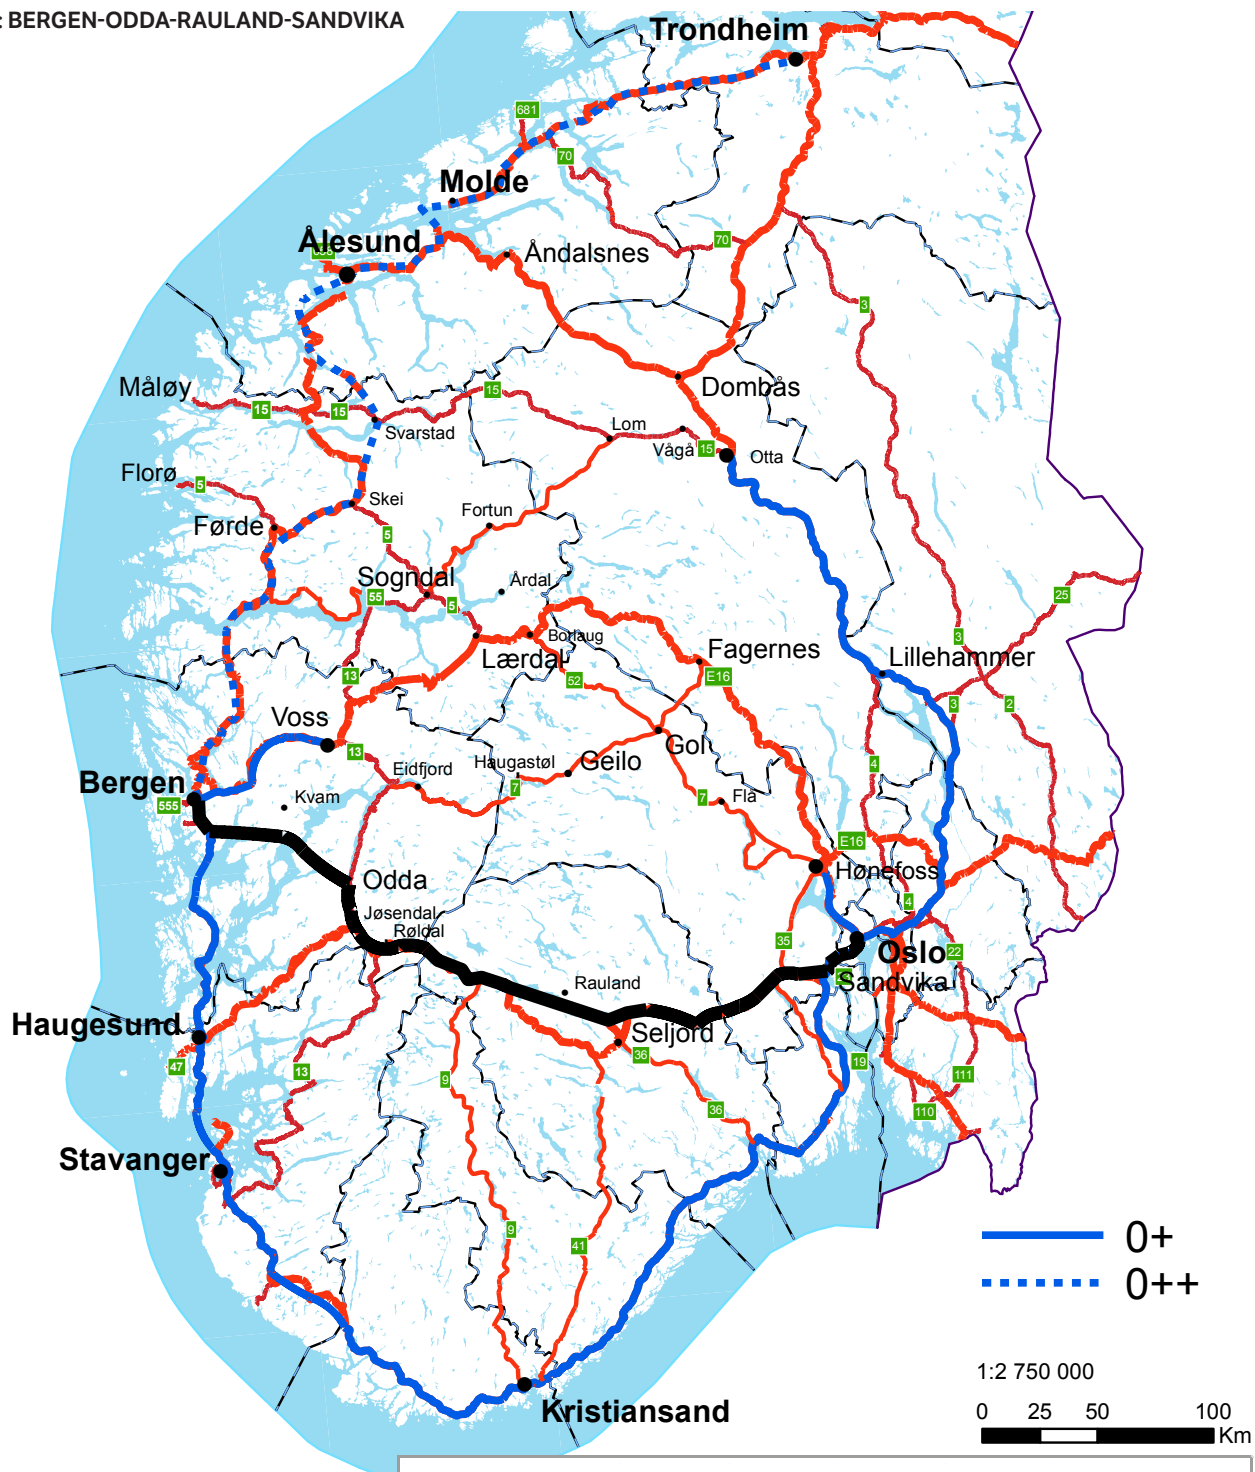 : BERGEN-ODDA-RAULAND-SANDVIKA
Trondheim
681
70
Molde
Ålesund
Åndalsnes
70
3
Måløy
15
15
15
Dombås
Svarstad
Lom
Vågå
15
Otta
Florø
5
Skei
Fortun
Førde
5
Sogndal
Årdal
55
5
25
Borlaug
3
Lærdal
Fagernes
Lillehammer
13
52
E16
3
2
Voss
13
Gol
Eidfjord
Haugastøl
Geilo
4
Bergen
Kvam
7
7
Flå
555
E16
Hønefoss
Odda
4
Jøsendal
Røldal
35
Oslo
22
Sandvika
Rauland
Haugesund
Seljord
36
47
13
9
19
111
36
110
Stavanger
9
41
0+
0++
1:2 750 000
0 25 50 100
Km
Kristiansand